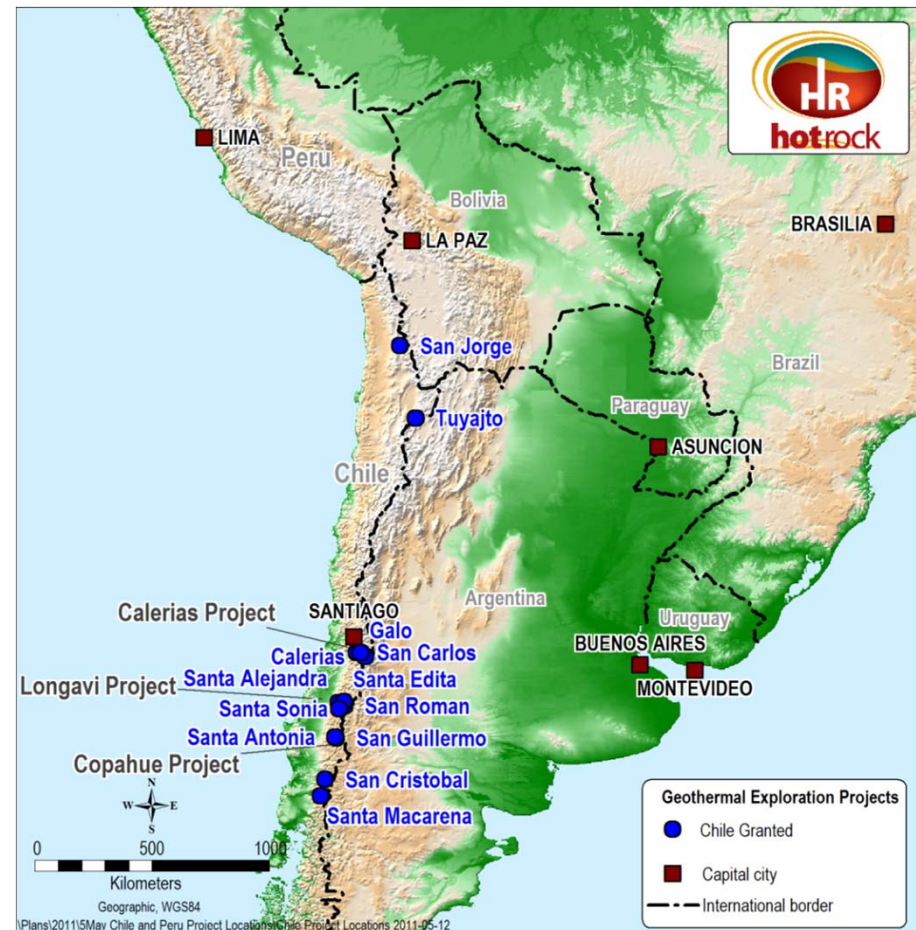 HR
hotrock
LIMA
Peru
Bolivia
LA PAZ
BRASILIA
San Jorge
Brazil
Tuyajto
Paraguay
ASUNCION
Chile
Argentina
Calerias Project
SANTIAGO
Galo
Uruguay
Calerias
San Carlos
BUENOS AIRES
Santa Alejandra
Santa Edita
MONTEVIDEO
Longavi Project
Santa Sonia
San Roman
Santa Antonia
San Guillermo
Copahue Project
San Cristobal
Santa Macarena
N
W E
S
0 500 1000
Kilometers
Geographic, WGS84
\Plans\2011\5May Chile and Peru Project Locations\Chile Project Locations 2011-05-12
Geothermal Exploration Projects
Chile Granted
Capital city
International border